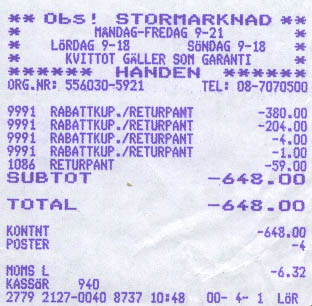 ** Obs! STORMARKNAD **
* MÅNDAG-FREDAG 9-21 *
* LÖRDAG 9-18 SÖNDAG 9-18 *
* KVITTOT GÄLLER SOM GARANTI *
****** HANDEN ******
ORG.NR: 556030-5921 TEL: 08-7070500
9991 RABATTKUP./RETURPANT -380.00
9991 RABATTKUP./RETURPANT -204.00
9991 RABATTKUP./RETURPANT -4.00
9991 RABATTKUP./RETURPANT -1.00
1086 RETURPANT -59.00
SUBTOT -648.00
TOTAL -648.00
KONTNT -648.00
POSTER -4
MOMS L -6.32
KASSÖR 940
2779 2127-0040 8737 10:48 00- 4- 1 LÖR